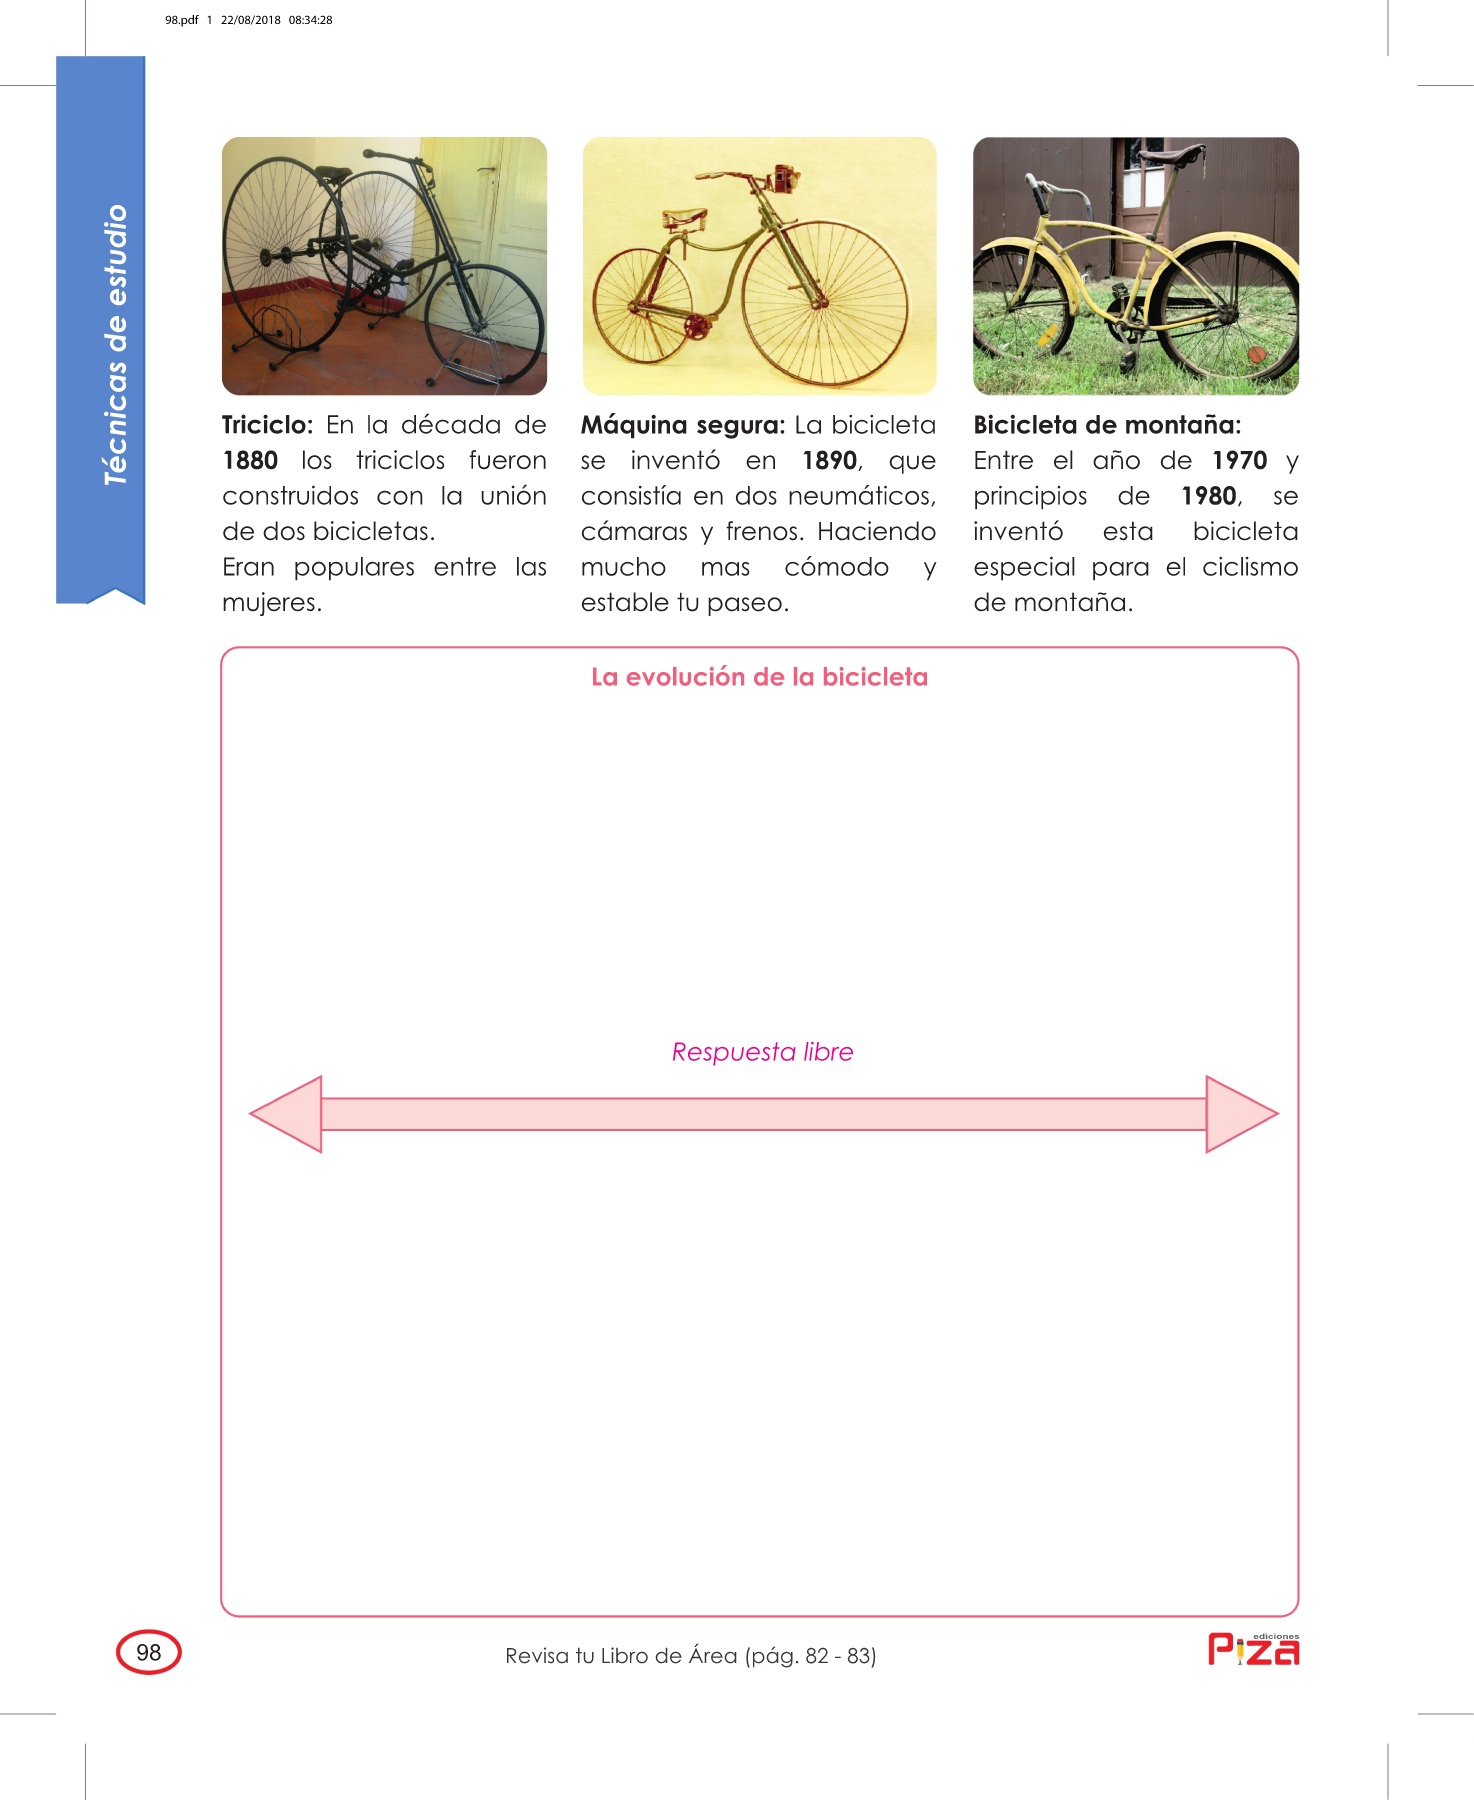 98.pdf 1 22/08/2018 08:34:28
Técnicas de estudio
Triciclo: En la década de
1880 los triciclos fueron
construidos con la unión
de dos bicicletas.
Eran populares entre las
mujeres.
Máquina segura: La bicicleta
se inventó en 1890, que
consistía en dos neumáticos,
cámaras y frenos. Haciendo
mucho mas cómodo y
estable tu paseo.
Bicicleta de montaña:
Entre el año de 1970 y
principios de 1980, se
inventó esta bicicleta
especial para el ciclismo
de montaña.
La evolución de la bicicleta
Respuesta libre
98
Revisa tu Libro de Área (pág. 82 - 83)
ediciones
Piza